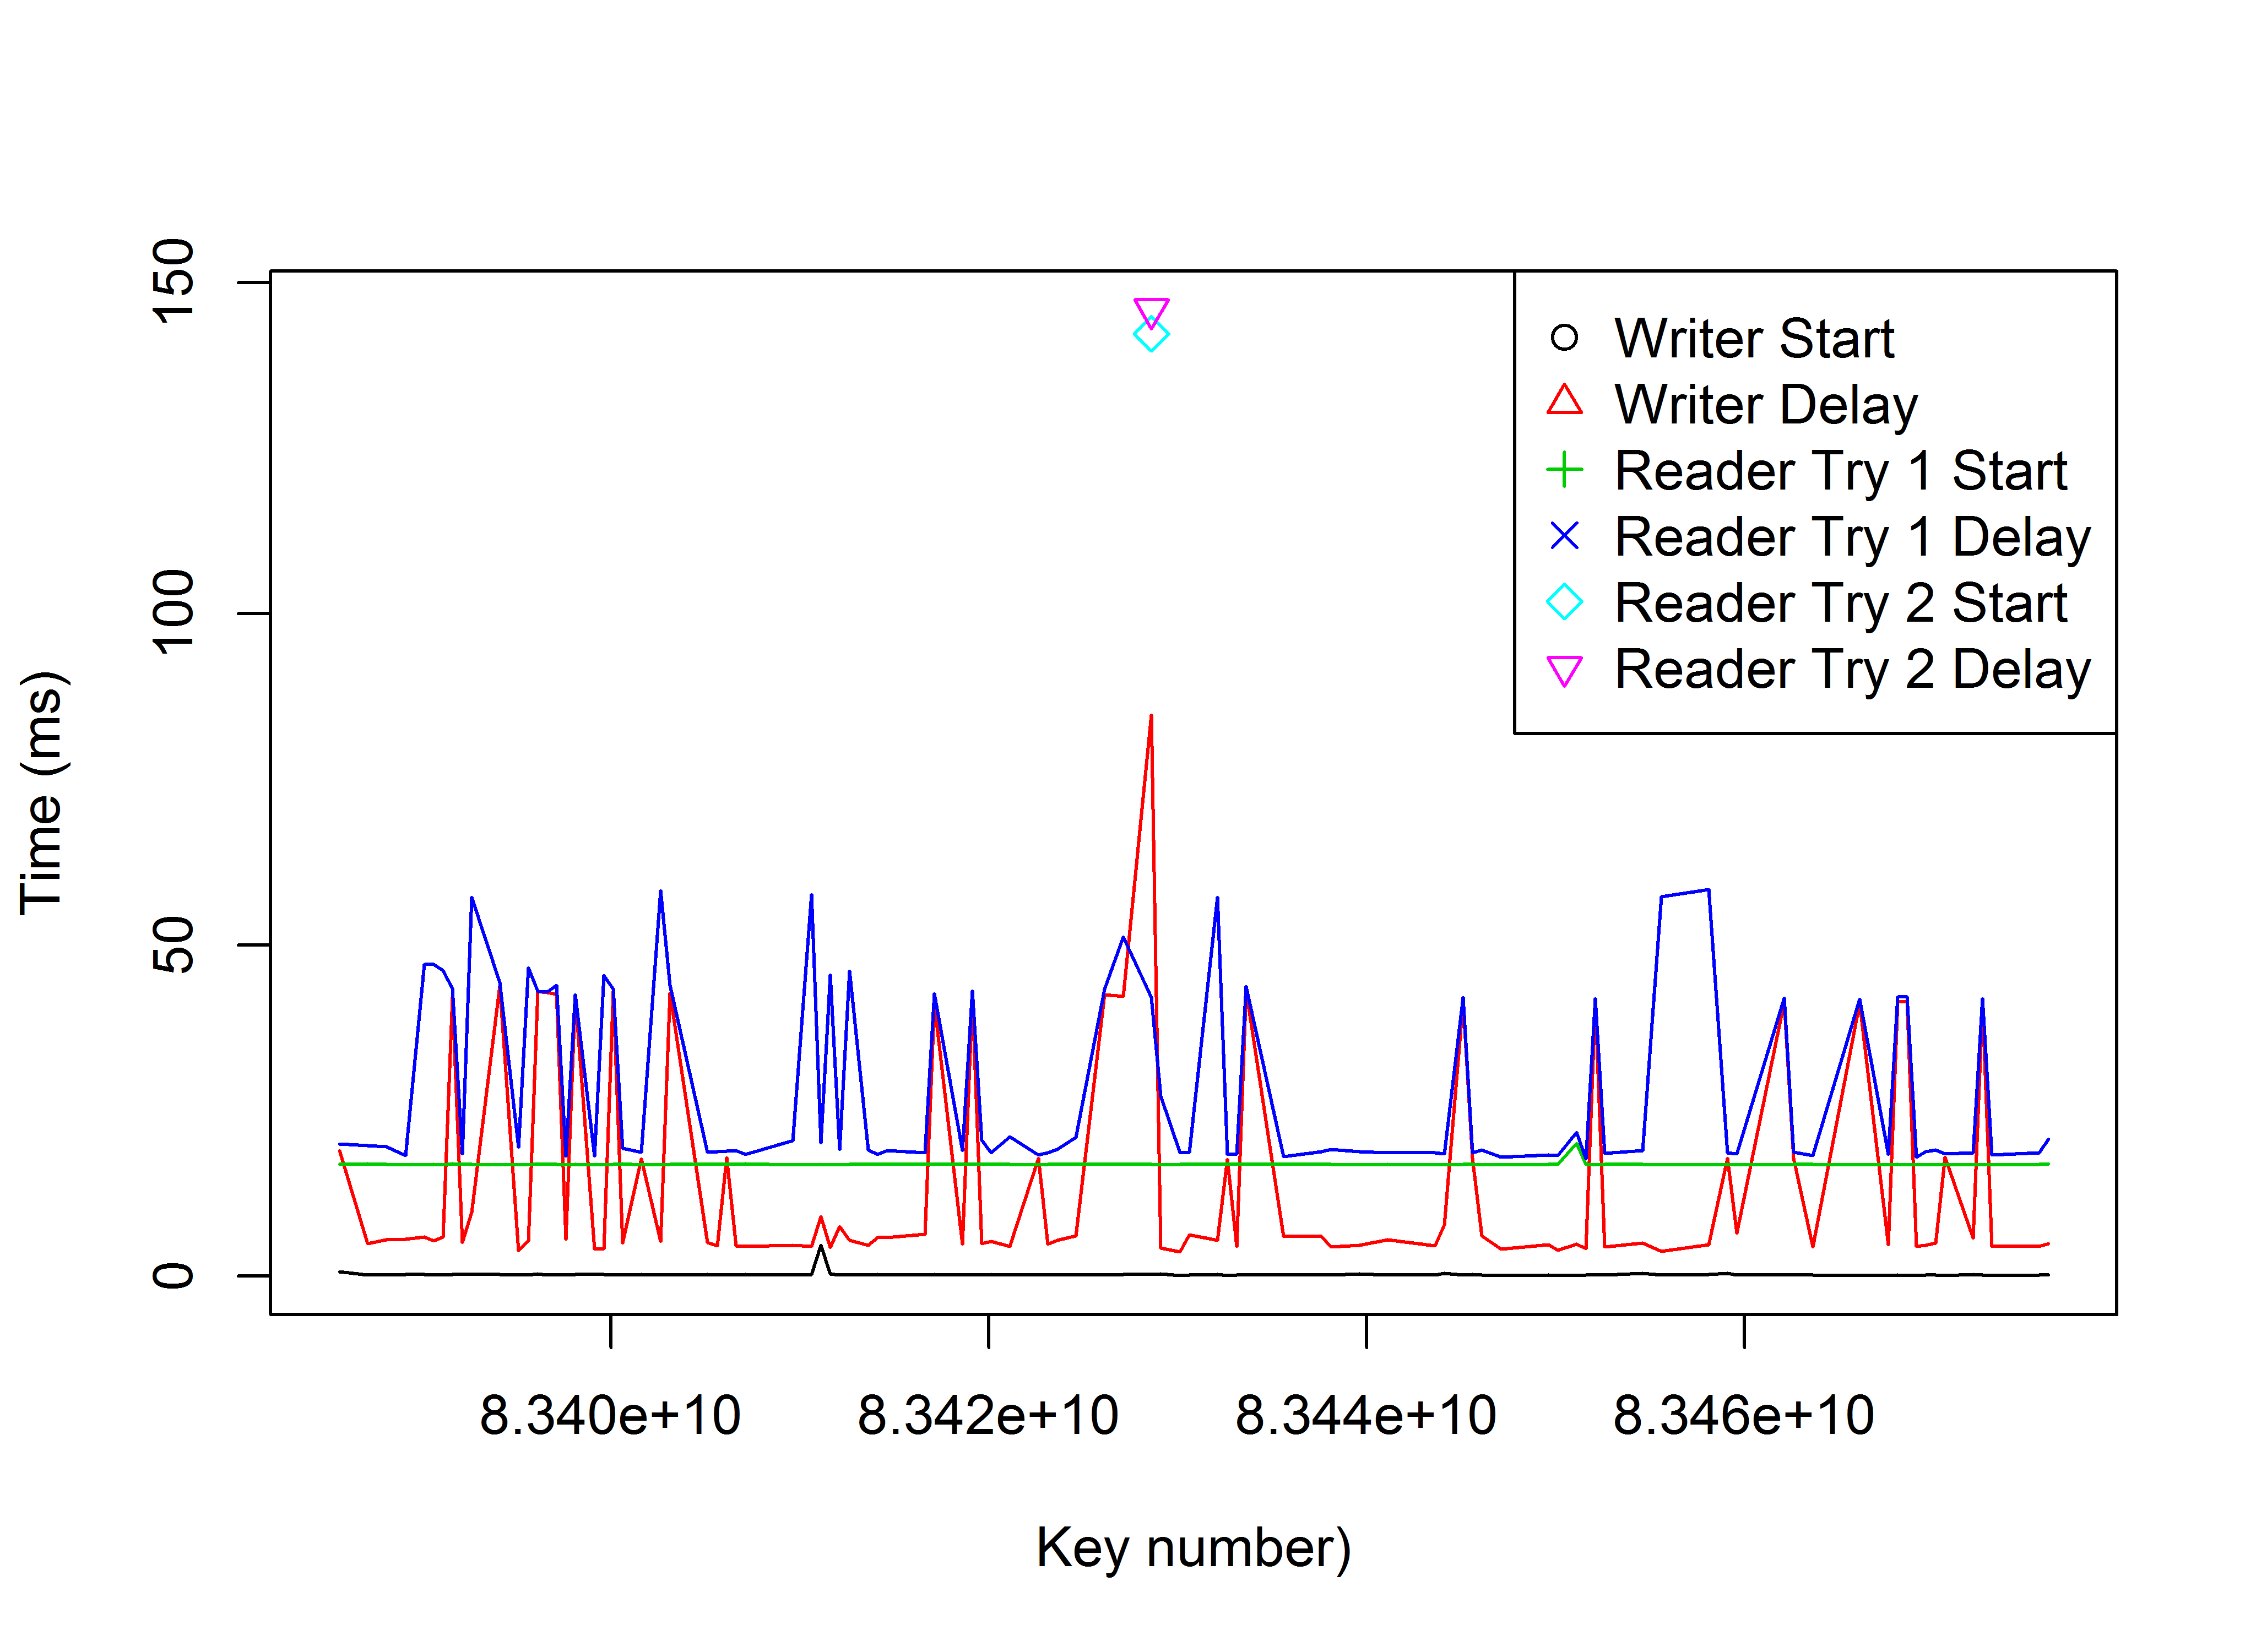 150
100
50
0
Time (ms)
Writer Start
Writer Delay
Reader Try 1 Start
Reader Try 1 Delay
Reader Try 2 Start
Reader Try 2 Delay
8.340e+10 8.342e+10 8.344e+10 8.346e+10
Key number)